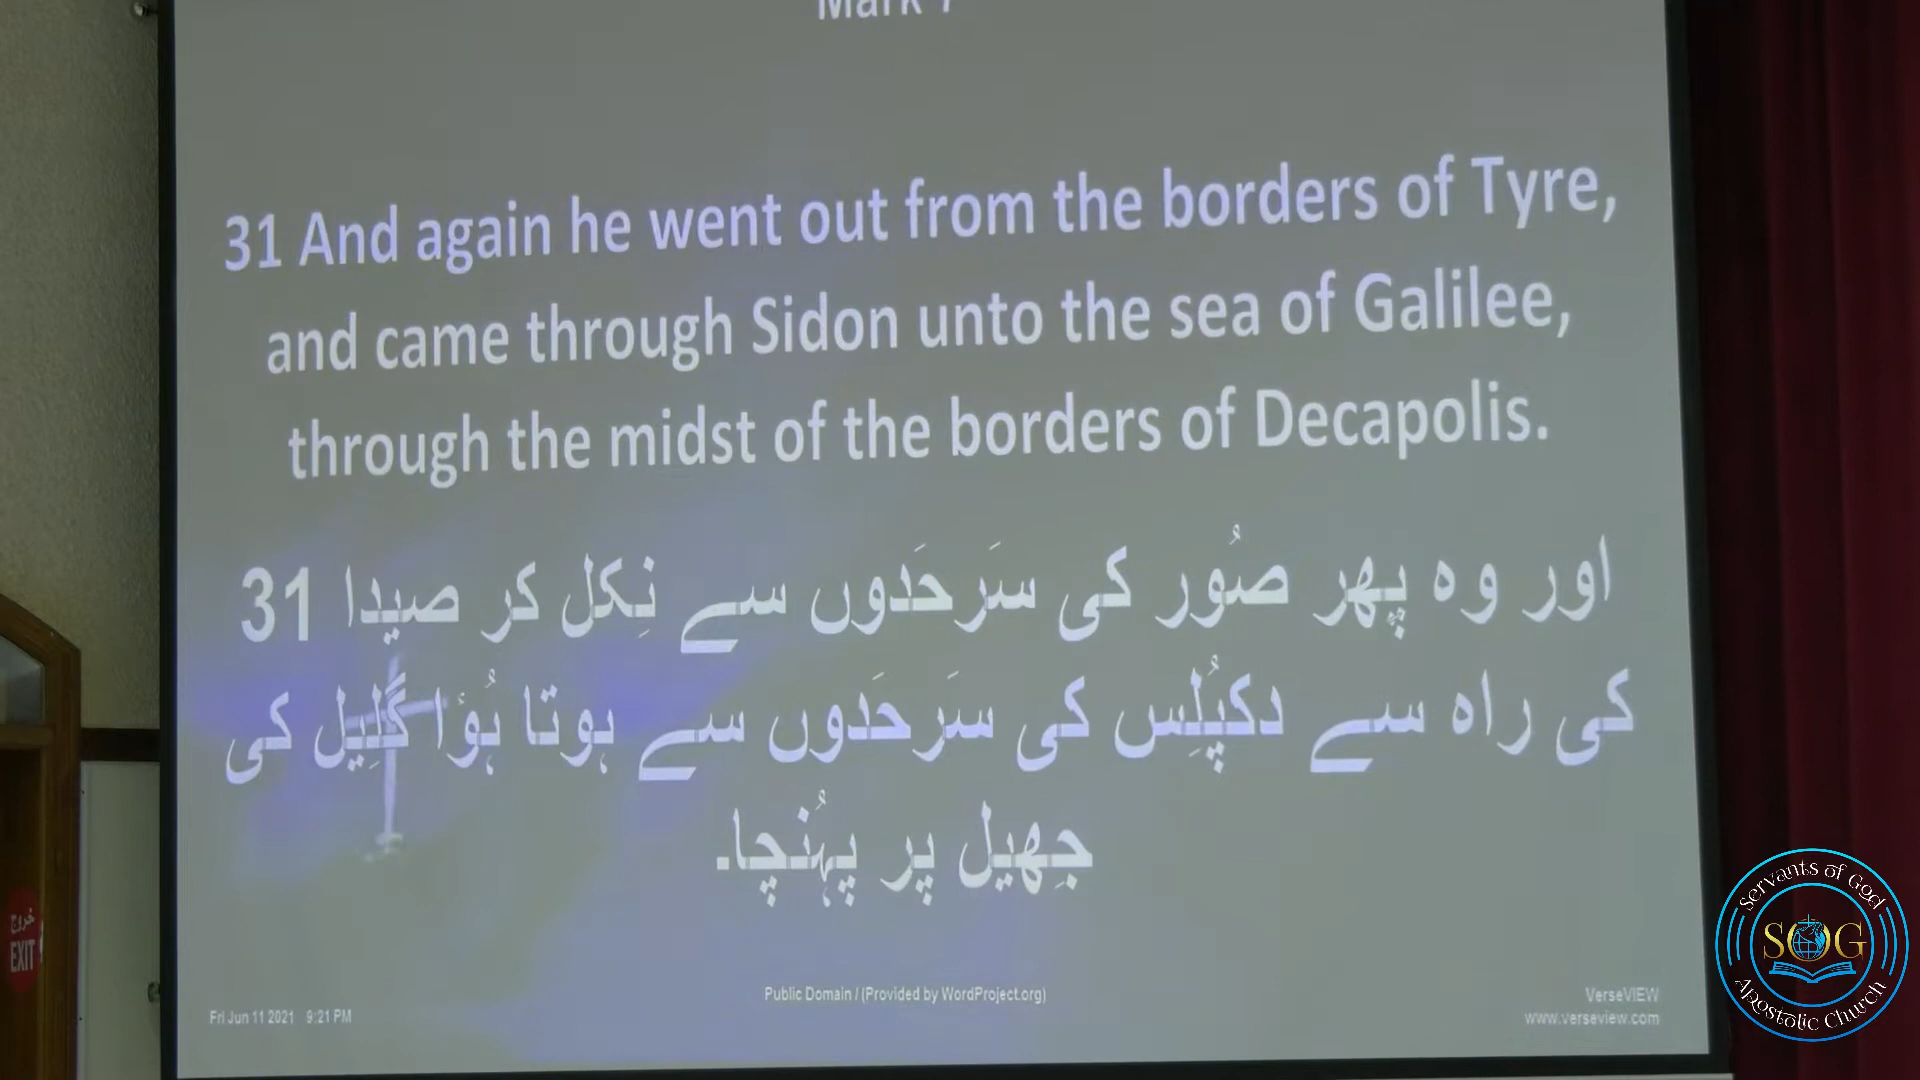 Mark 7
31 And again he went out from the borders of Tyre,
and came through Sidon unto the sea of Galilee,
through the midst of the borders of Decapolis.
31 اور وہ پِھر صُور کی سَرحَدوں سے نِکل کر صیدا
کی راہ سے دکپُلِس کی سَرحَدوں سے ہوتا ہُؤا گلِیل کی
جِھیل پر پہُنچا۔
Public Domain / (Provided by WordProject.org)
Fri Jun 11 2021 9:21 PM
VerseVIEW
www.verseview.com
خروج
EXIT
Servants of God
SOG
Apostolic Church